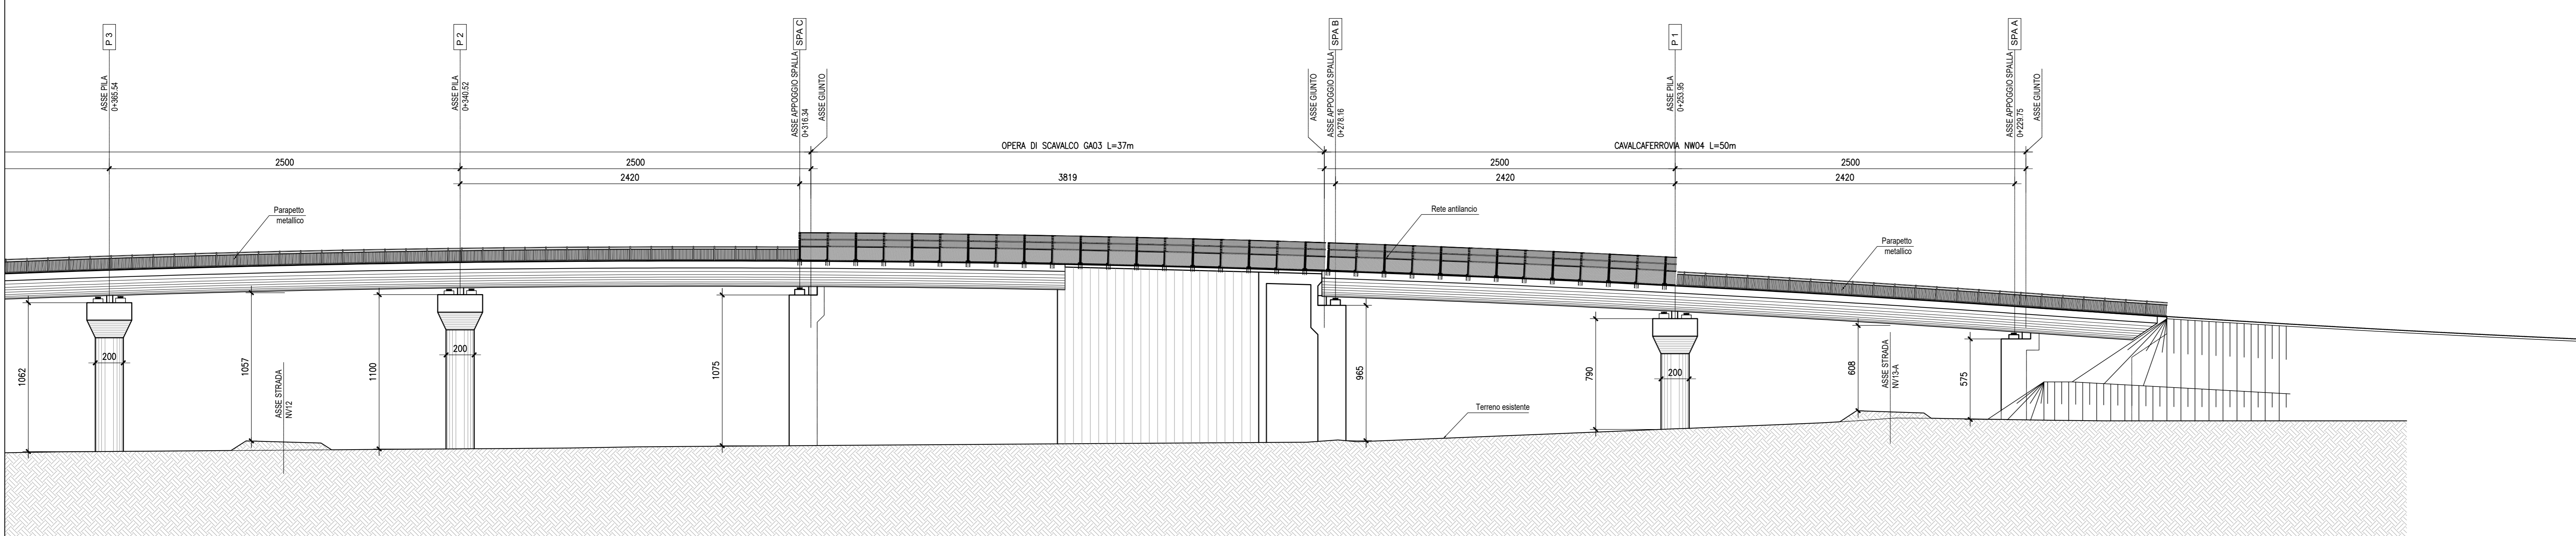 P 3
P 2
SPA C
SPA B
P 1
SPA A
ASSE PILA
0+365.54
ASSE PILA
0+340.52
ASSE APPOGGIO SPALLA
0+316.34
ASSE GIUNTO
ASSE GIUNTO
ASSE APPOGGIO SPALLA
0+278.16
ASSE PILA
0+253.95
ASSE APPOGGIO SPALLA
0+229.75
ASSE GIUNTO
OPERA DI SCAVALCO GA03 L=37m
CAVALCAFERROVIA NW04 L=50m
2500
2500
2500
2500
2420
3819
2420
2420
Parapetto
metallico
Rete antilancio
Parapetto
metallico
1062
200
1057
ASSE STRADA
NV12
1100
200
1075
965
790
200
608
ASSE STRADA
NV13-A
575
Terreno esistente